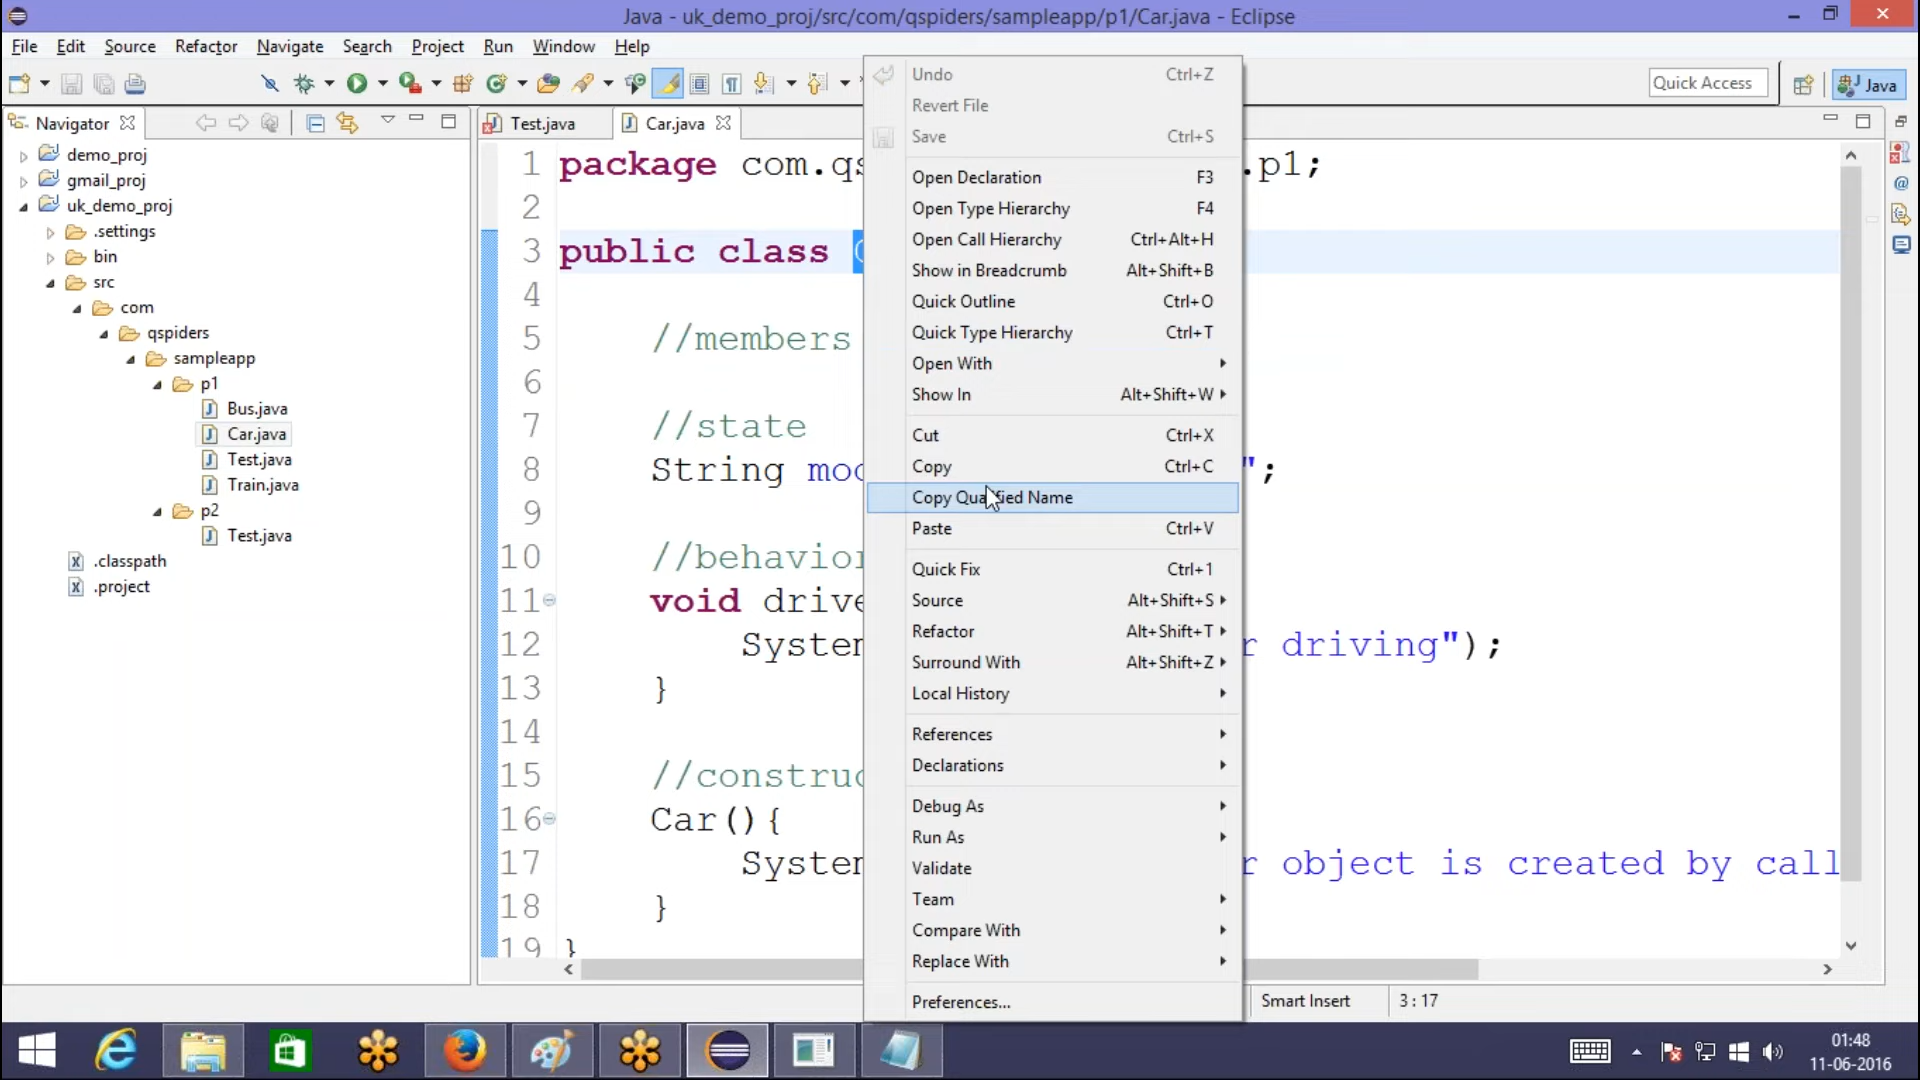 Java - uk_demo_proj/src/com/qspiders/sampleapp/p1/Car.java - Eclipse
File Edit Source Refactor Navigate Search Project Run Window Help
Quick Access
Java
Navigator
demo_proj
gmail_proj
uk_demo_proj
.settings
bin
src
com
qspiders
sampleapp
p1
Bus.java
Car.java
Test.java
Train.java
p2
Test.java
.classpath
.project
Test.java Car.java
1 package com.qs .p1;
2
3 public class
4
5 //members
6
7 //state
8 String mod ";
9
10 //behavior
11 void drive
12 System r driving");
13 }
14
15 //construc
16 Car(){
17 System r object is created by call
18 }
19 }
Undo Ctrl+Z
Revert File
Save Ctrl+S
Open Declaration F3
Open Type Hierarchy F4
Open Call Hierarchy Ctrl+Alt+H
Show in Breadcrumb Alt+Shift+B
Quick Outline Ctrl+O
Quick Type Hierarchy Ctrl+T
Open With
Show In Alt+Shift+W
Cut Ctrl+X
Copy Ctrl+C
Copy Qualified Name
Paste Ctrl+V
Quick Fix Ctrl+1
Source Alt+Shift+S
Refactor Alt+Shift+T
Surround With Alt+Shift+Z
Local History
References
Declarations
Debug As
Run As
Validate
Team
Compare With
Replace With
Preferences...
Smart Insert 3 : 17
01:48
11-06-2016